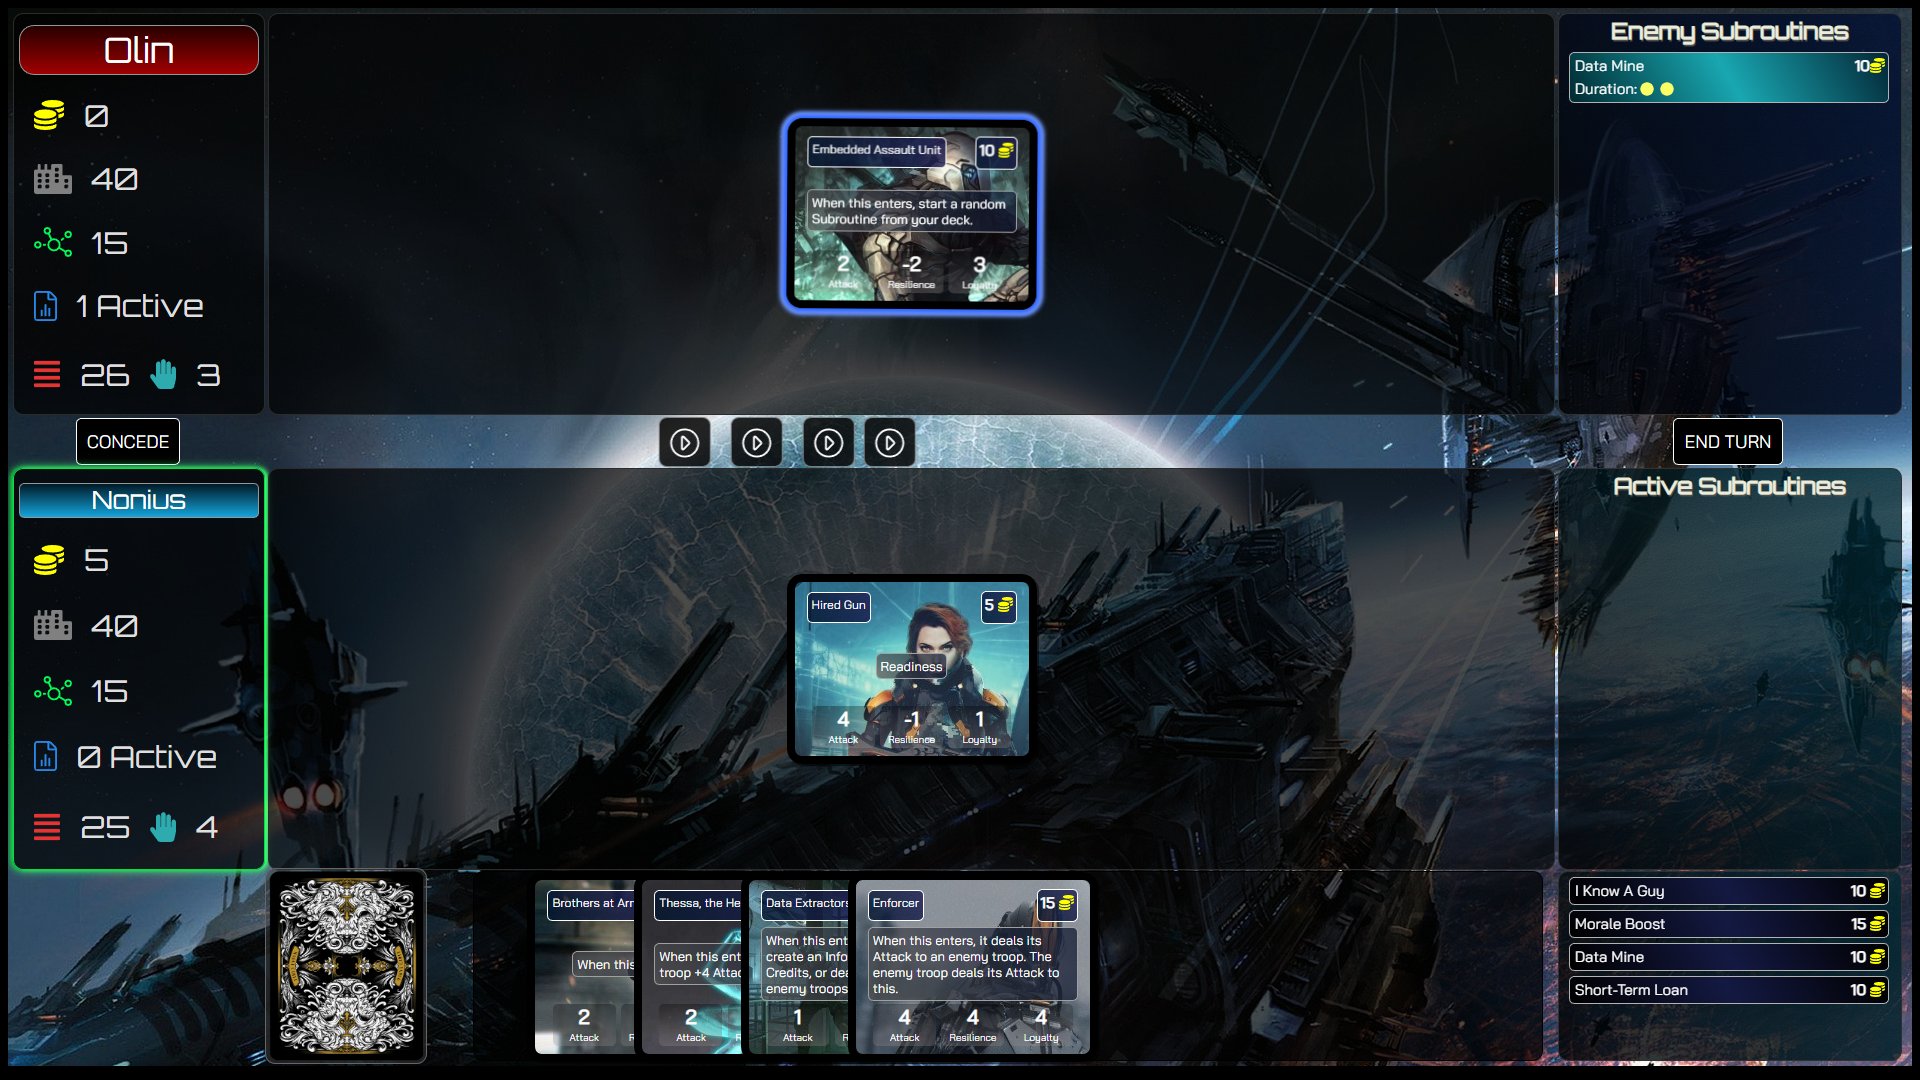 Olin
0
40
15
1 Active
26
3
Embedded Assault Unit
10
When this enters, start a random
Subroutine from your deck.
2
-2
3
Attack
Resilience
Loyalty
Enemy Subroutines
Data Mine
10
Duration:
CONCEDE
END TURN
Nonius
5
40
15
0 Active
25
4
Hired Gun
5
Readiness
4
-1
1
Attack
Resilience
Loyalty
Active Subroutines
Brothers at Arm
When this
2
Attack
R
Thessa, the He
When this ent
troop +4 Attac
2
Attack
R
Data Extractors
When this ent
create an Info
Credits, or dea
enemy troops
1
Attack
R
Enforcer
15
When this enters, it deals its
Attack to an enemy troop. The
enemy troop deals its Attack to
this.
4
4
4
Attack
Resilience
Loyalty
I Know A Guy
10
Morale Boost
15
Data Mine
10
Short-Term Loan
10